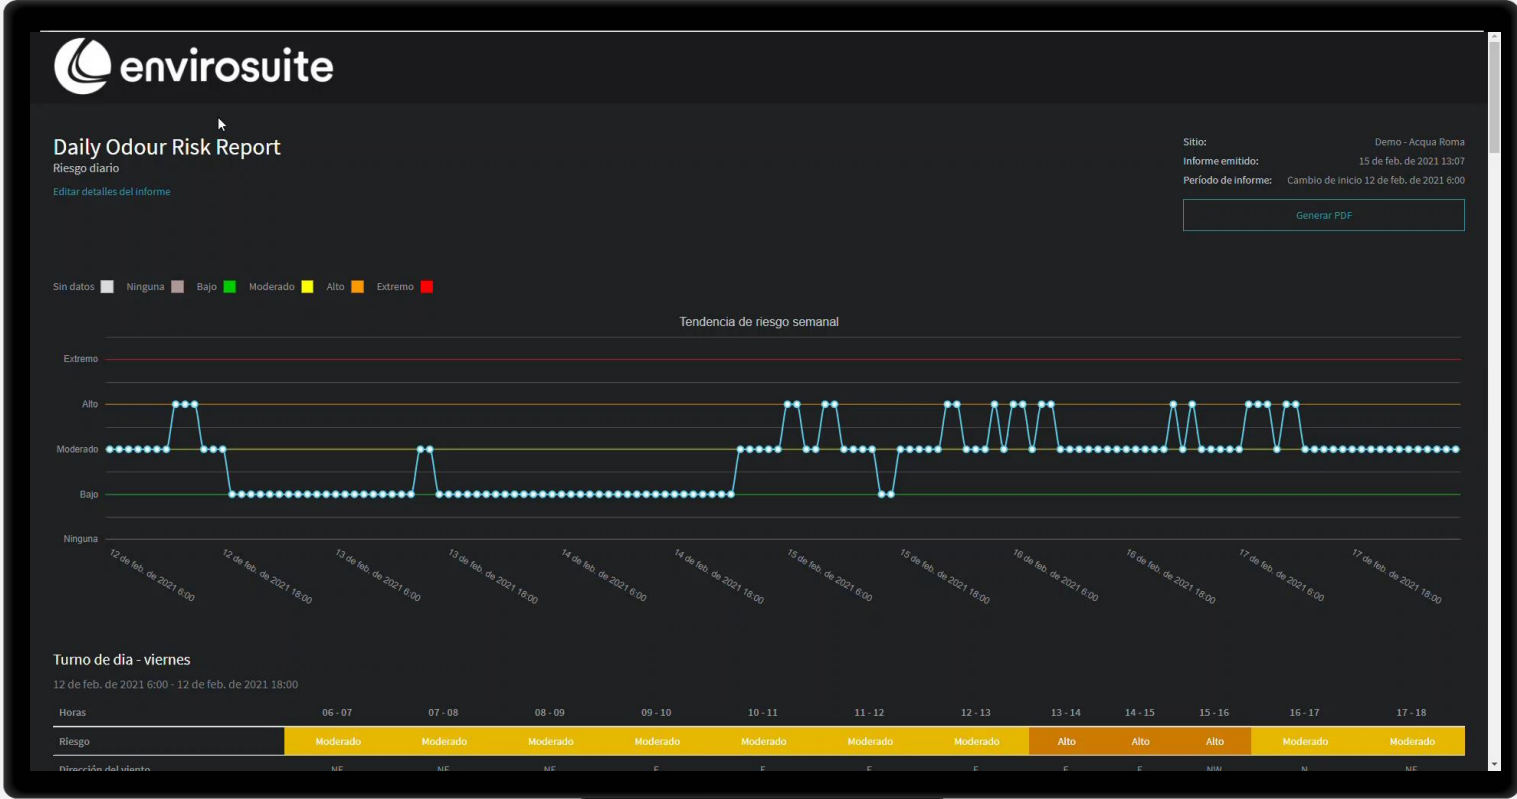 envirosuite
Daily Odour Risk Report
Riesgo diario
Editar detalles del informe
Sitio: Demo - Acqua Roma
Informe emitido: 15 de feb. de 2021 13:07
Período de informe: Cambio de inicio 12 de feb. de 2021 6:00
Generar PDF
Sin datos Ninguna Bajo Moderado Alto Extremo
Tendencia de riesgo semanal
Extremo
Alto
Moderado
Bajo
Ninguna
12 de feb. de 2021 6:00
12 de feb. de 2021 18:00
13 de feb. de 2021 6:00
13 de feb. de 2021 18:00
14 de feb. de 2021 6:00
14 de feb. de 2021 18:00
15 de feb. de 2021 6:00
15 de feb. de 2021 18:00
16 de feb. de 2021 6:00
16 de feb. de 2021 18:00
17 de feb. de 2021 6:00
17 de feb. de 2021 18:00
Turno de dia - viernes
12 de feb. de 2021 6:00 - 12 de feb. de 2021 18:00
Horas 06 - 07 07 - 08 08 - 09 09 - 10 10 - 11 11 - 12 12 - 13 13 - 14 14 - 15 15 - 16 16 - 17 17 - 18
Riesgo Moderado Moderado Moderado Moderado Moderado Moderado Moderado Alto Alto Alto Moderado Moderado
Dirección del viento NE NE NE E E E E E E NW N NE